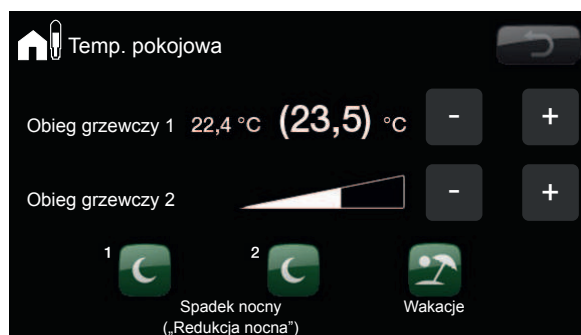 Temp. pokojowa
Obieg grzewczy 1 22,4 °C (23,5) °C - +
Obieg grzewczy 2 - +
1 2
Spadek nocny Wakacje
(„Redukcja nocna”)